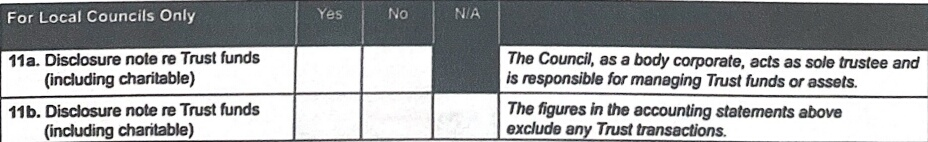 For Local Councils Only Yes No N/A
11a. Disclosure note re Trust funds The Council, as a body corporate, acts as sole trustee and
(including charitable) is responsible for managing Trust funds or assets.
11b. Disclosure note re Trust funds The figures in the accounting statements above
(including charitable) exclude any Trust transactions.